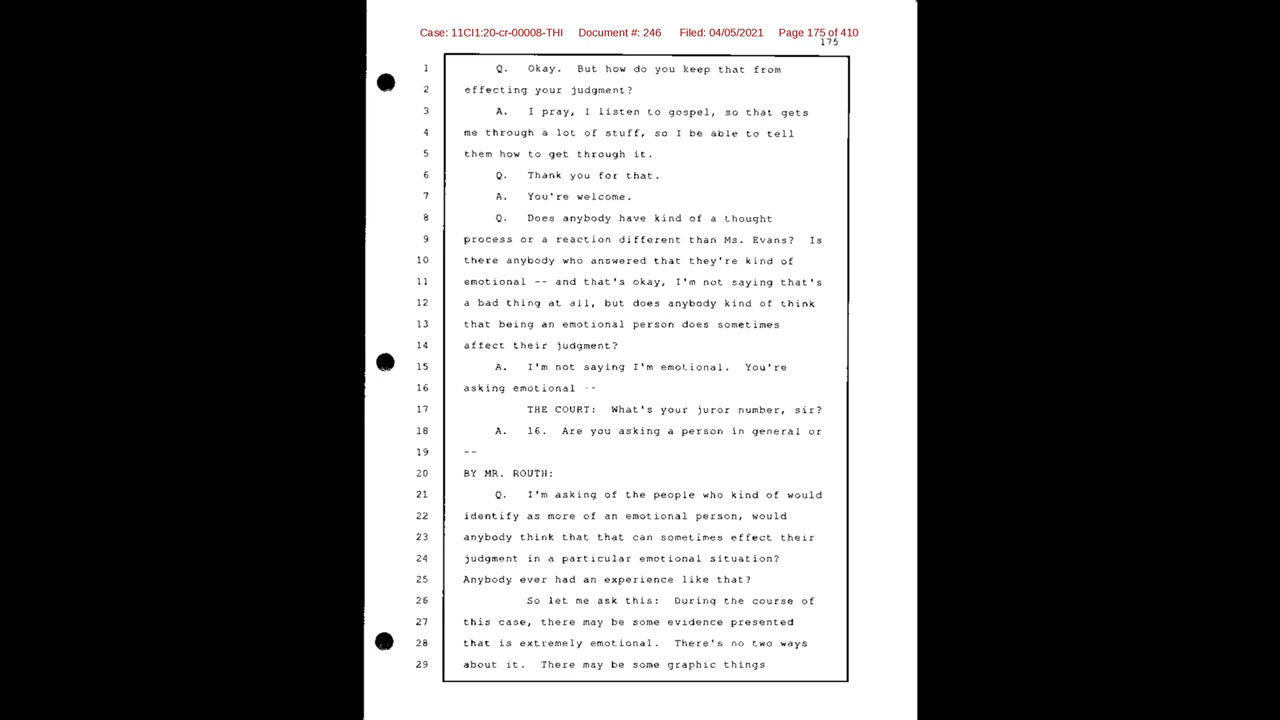 Case: 11CI1:20-cr-00008-THI Document #: 246 Filed: 04/05/2021 Page 175 of 410
175
1 Q. Okay. But how do you keep that from
2 effecting your judgment?
3 A. I pray, I listen to gospel, so that gets
4 me through a lot of stuff, so I be able to tell
5 them how to get through it.
6 Q. Thank you for that.
7 A. You're welcome.
8 Q. Does anybody have kind of a thought
9 process or a reaction different than Ms. Evans? Is
10 there anybody who answered that they're kind of
11 emotional -- and that's okay, I'm not saying that's
12 a bad thing at all, but does anybody kind of think
13 that being an emotional person does sometimes
14 affect their judgment?
15 A. I'm not saying I'm emotional. You're
16 asking emotional --
17 THE COURT: What's your juror number, sir?
18 A. 16. Are you asking a person in general or
19 --
20 BY MR. ROUTH:
21 Q. I'm asking of the people who kind of would
22 identify as more of an emotional person, would
23 anybody think that that can sometimes effect their
24 judgment in a particular emotional situation?
25 Anybody ever had an experience like that?
26 So let me ask this: During the course of
27 this case, there may be some evidence presented
28 that is extremely emotional. There's no two ways
29 about it. There may be some graphic things